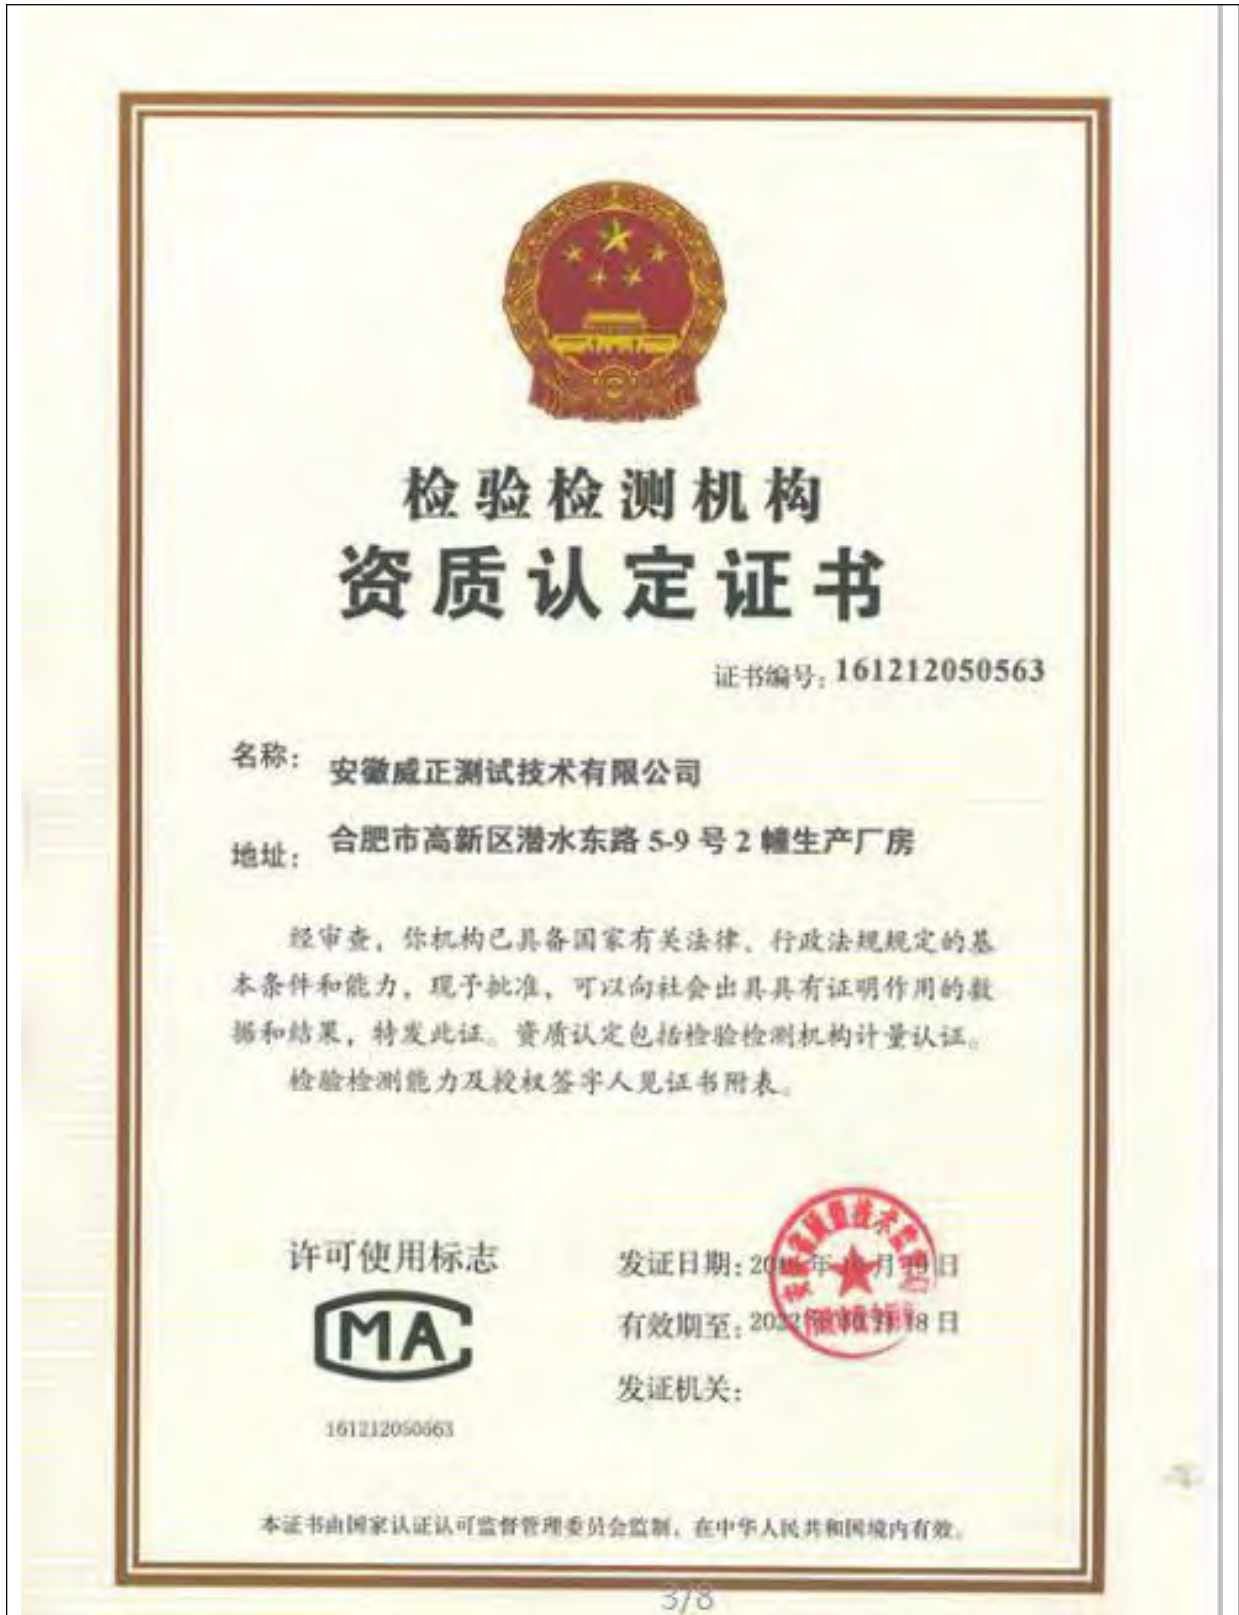 检验检测机构
资质认定证书
证书编号：161212050563
名称：安徽威正测试技术有限公司
地址：合肥市高新区潜水东路 5-9 号 2 幢生产厂房
经审查，你机构已具备国家有关法律、行政法规规定的基
本条件和能力，现予批准，可以向社会出具具有证明作用的数
据和结果，特发此证。资质认定包括检验检测机构计量认证。
检验检测能力及授权签字人见证书附表。
许可使用标志
MA
161212050563
发证日期：年 月 19 日
有效期至：2022 年 月 18 日
发证机关：
本证书由国家认证认可监督管理委员会监制，在中华人民共和国境内有效。
3/8